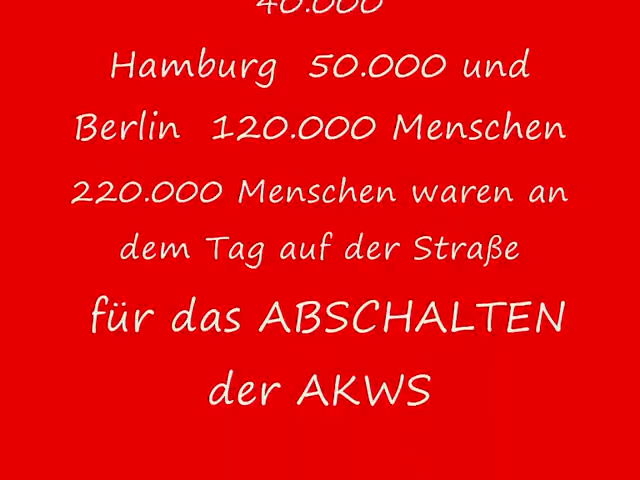 40.000
Hamburg 50.000 und
Berlin 120.000 Menschen
220.000 Menschen waren an
dem Tag auf der Straße
für das ABSCHALTEN
der AKWS